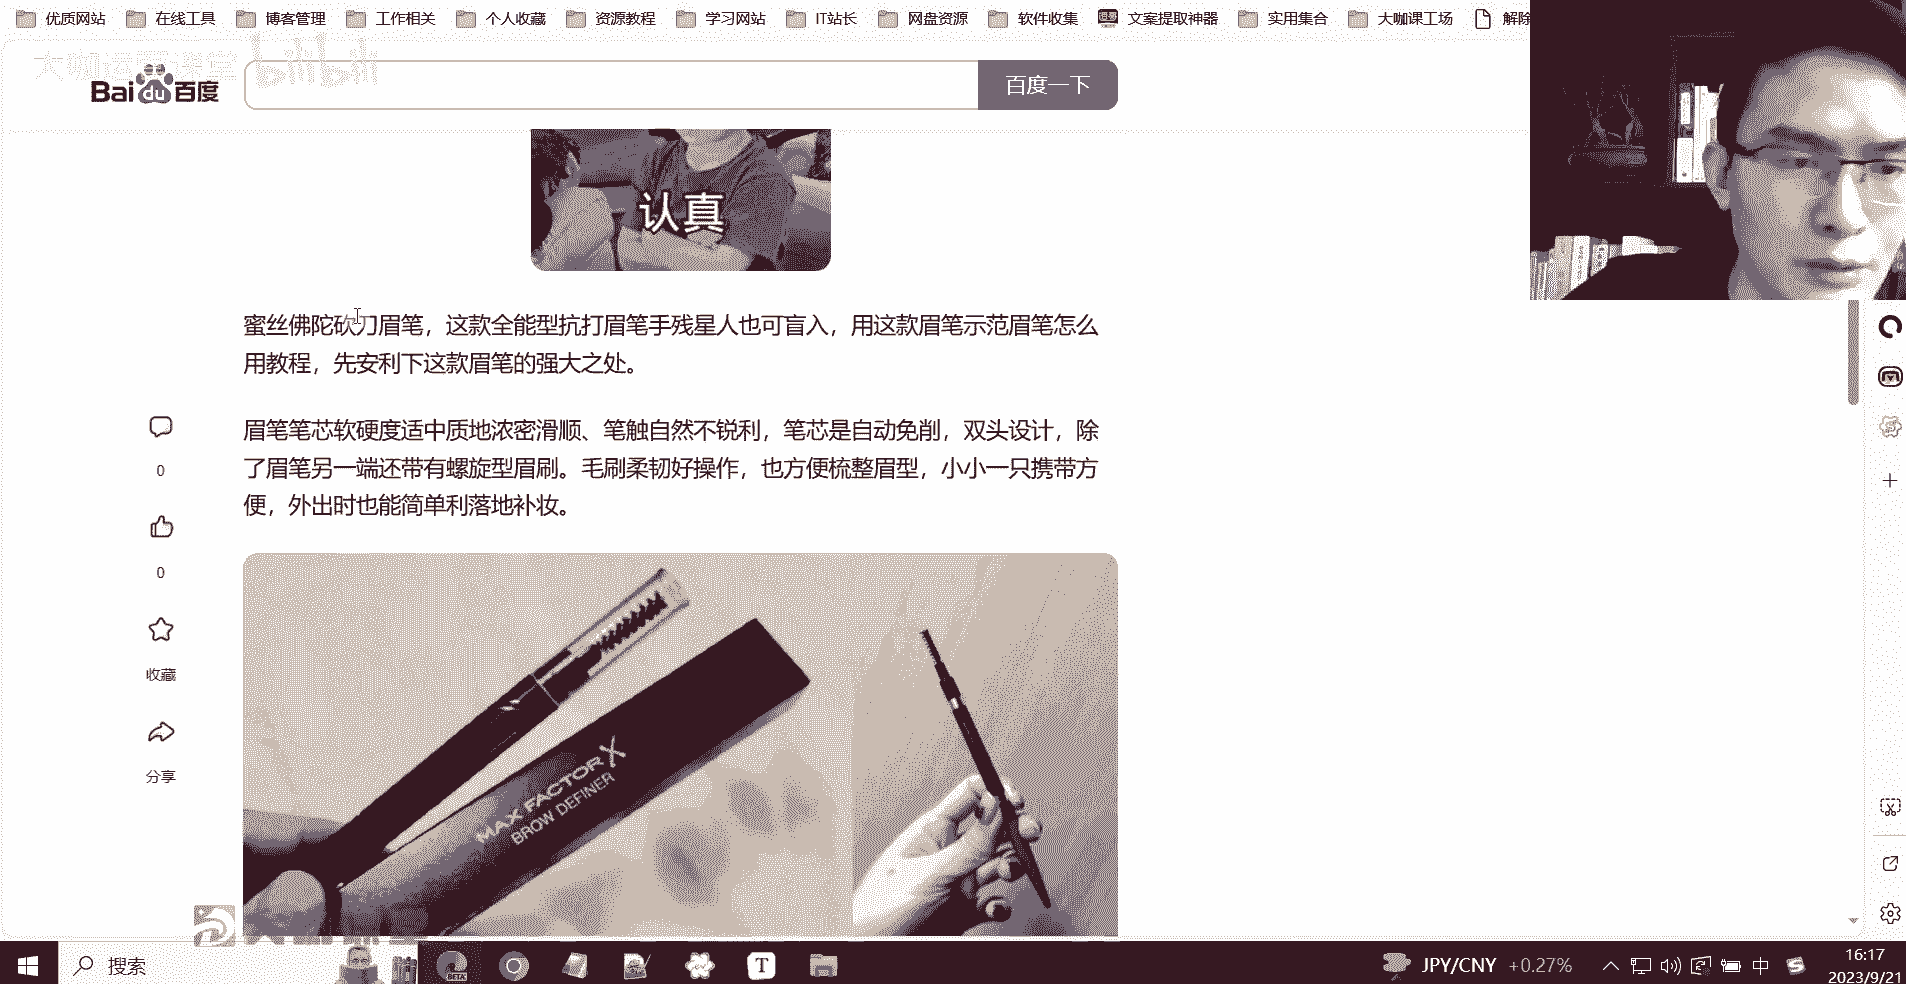 优质网站 在线工具 博客管理 工作相关 个人收藏 资源教程 学习网站 IT站长 网盘资源 软件收集 文案提取神器 实用集合 大咖课工场 解除
大咖运营课堂 bilibili
Bai du 百度 百度一下
认真
蜜丝佛陀砍刀眉笔，这款全能型抗打眉笔手残星人也可盲入，用这款眉笔示范眉笔怎么
用教程，先安利下这款眉笔的强大之处。
眉笔笔芯软硬度适中质地浓密滑顺、笔触自然不锐利，笔芯是自动免削，双头设计，除
了眉笔另一端还带有螺旋型眉刷。毛刷柔韧好操作，也方便梳整眉型，小小一只携带方
便，外出时也能简单利落地补妆。
0
0
收藏
分享
MAX FACTOR X
BROW DEFINER
搜索
BETA
T
JPY/CNY +0.27%
中
16:17
2023/9/21